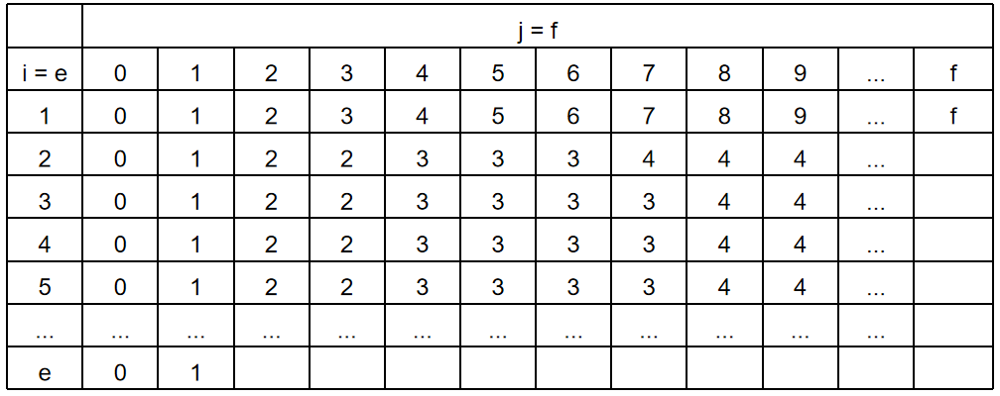 j = f
i = e 0 1 2 3 4 5 6 7 8 9 ... f
1 0 1 2 3 4 5 6 7 8 9 ... f
2 0 1 2 2 3 3 3 4 4 4 ...
3 0 1 2 2 3 3 3 3 4 4 ...
4 0 1 2 2 3 3 3 3 4 4 ...
5 0 1 2 2 3 3 3 3 4 4 ...
... ... ... ... ... ... ... ... ... ... ... ...
e 0 1